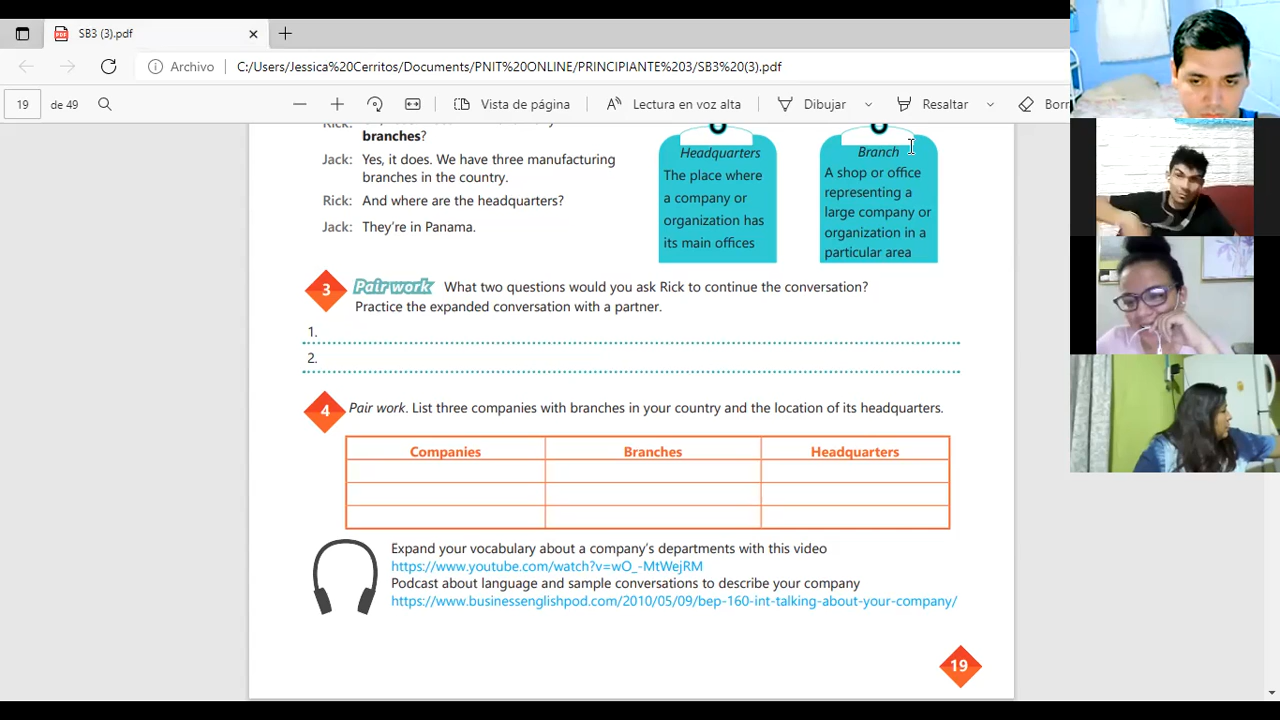 SB3 (3).pdf
Archivo
C:/Users/Jessica%20Cerritos/Documents/PNIT%20ONLINE/PRINCIPIANTE%203/SB3%20(3).pdf
19
de 49
Vista de página
Lectura en voz alta
Dibujar
Resaltar
Borr
Rick:
branches?
Jack: Yes, it does. We have three manufacturing
branches in the country.
Rick: And where are the headquarters?
Jack: They're in Panama.
Headquarters
The place where
a company or
organization has
its main offices
Branch
A shop or office
representing a
large company or
organization in a
particular area
3 Pair work What two questions would you ask Rick to continue the conversation?
Practice the expanded conversation with a partner.
1.
2.
4 Pair work. List three companies with branches in your country and the location of its headquarters.
Companies Branches Headquarters
Expand your vocabulary about a company's departments with this video
https://www.youtube.com/watch?v=wO_-MtWejRM
Podcast about language and sample conversations to describe your company
https://www.businessenglishpod.com/2010/05/09/bep-160-int-talking-about-your-company/
19